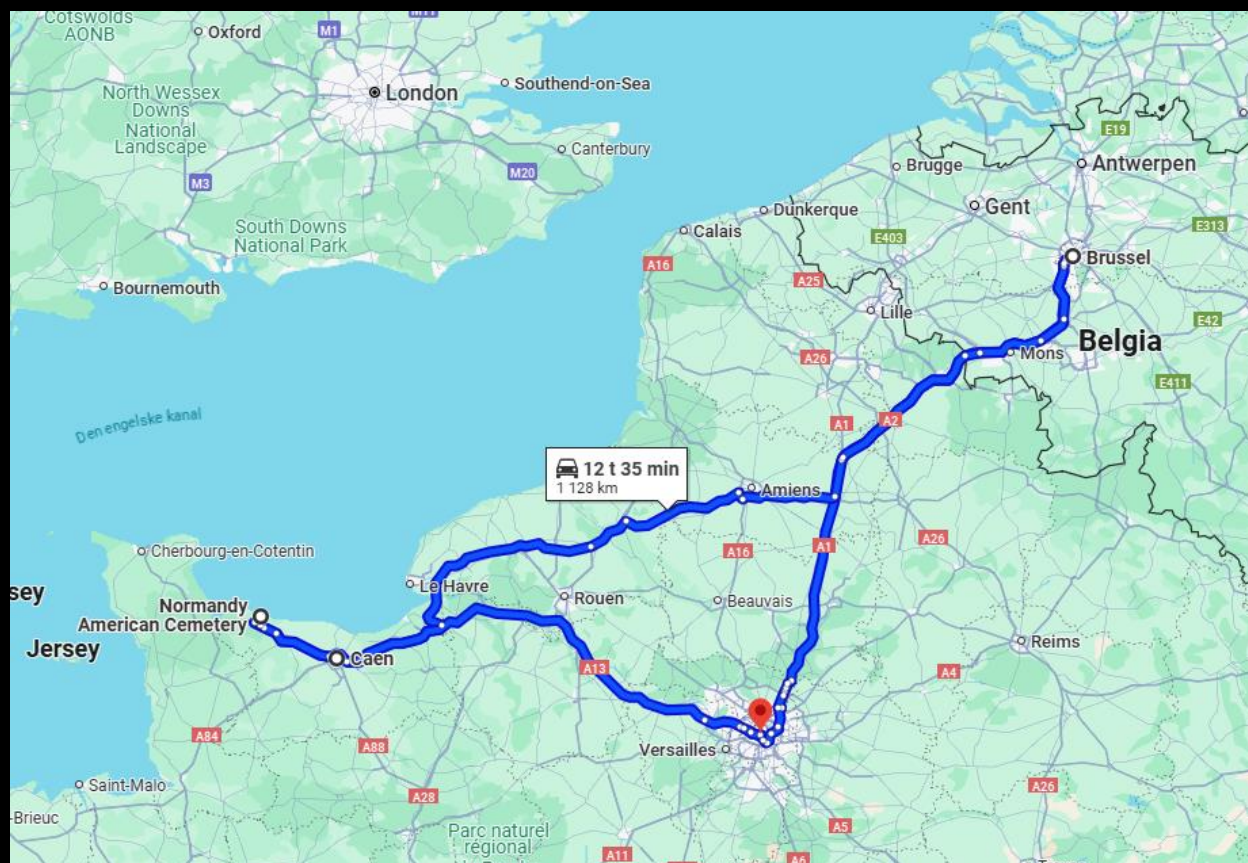 Cotswolds
AONB
Oxford
M1
M11
London
Southend-on-Sea
North Wessex
Downs
National
Landscape
Canterbury
M3
M20
South Downs
National Park
Bournemouth
E19
Antwerpen
Brugge
Gent
Dunkerque
Calais
E403
E313
A16
A25
Brussel
Lille
E42
Belgia
Mons
A26
E411
Den engelske kanal
A1
A2
12 t 35 min
1 128 km
Amiens
Cherbourg-en-Cotentin
A16
A1
A26
Le Havre
sey
Normandy
American Cemetery
Rouen
Beauvais
Jersey
Reims
Caen
A13
A4
A84
A88
Versailles
Saint-Malo
A28
A26
-Brieuc
Parc naturel
régional
A5
A11
A6